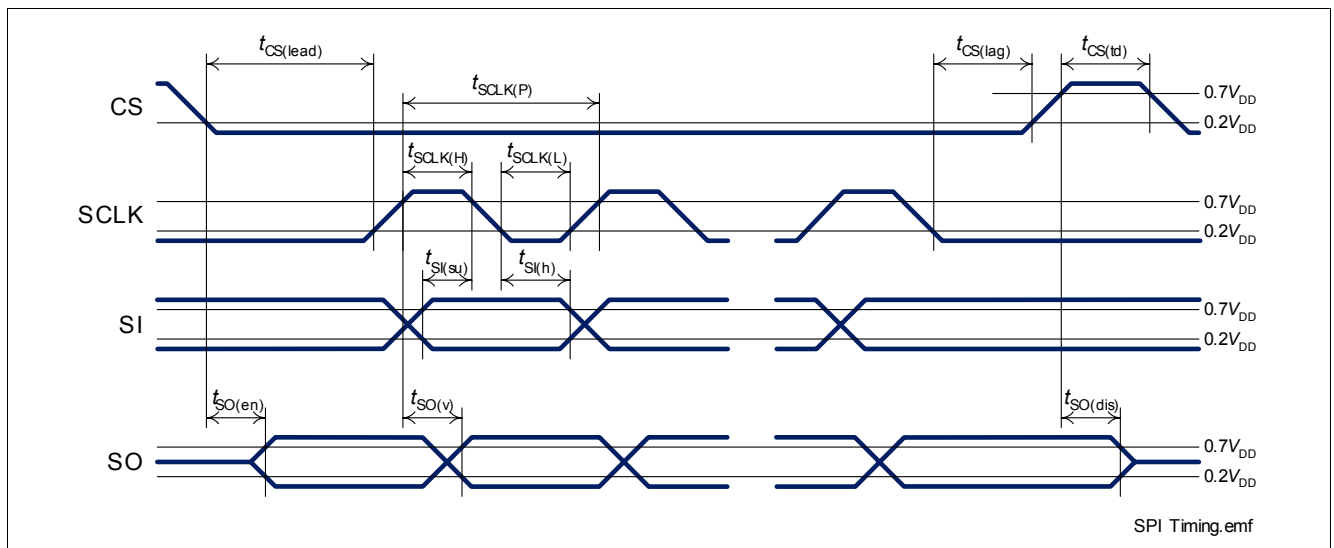 tCS(lead)
tCS(lag)
tCS(td)
tSCLK(P)
CS
0.7VDD
0.2VDD
tSCLK(H)
tSCLK(L)
SCLK
0.7VDD
0.2VDD
tSI(su)
tSI(h)
SI
0.7VDD
0.2VDD
tSO(en)
tSO(v)
tSO(dis)
SO
0.7VDD
0.2VDD
SPI Timing.emf